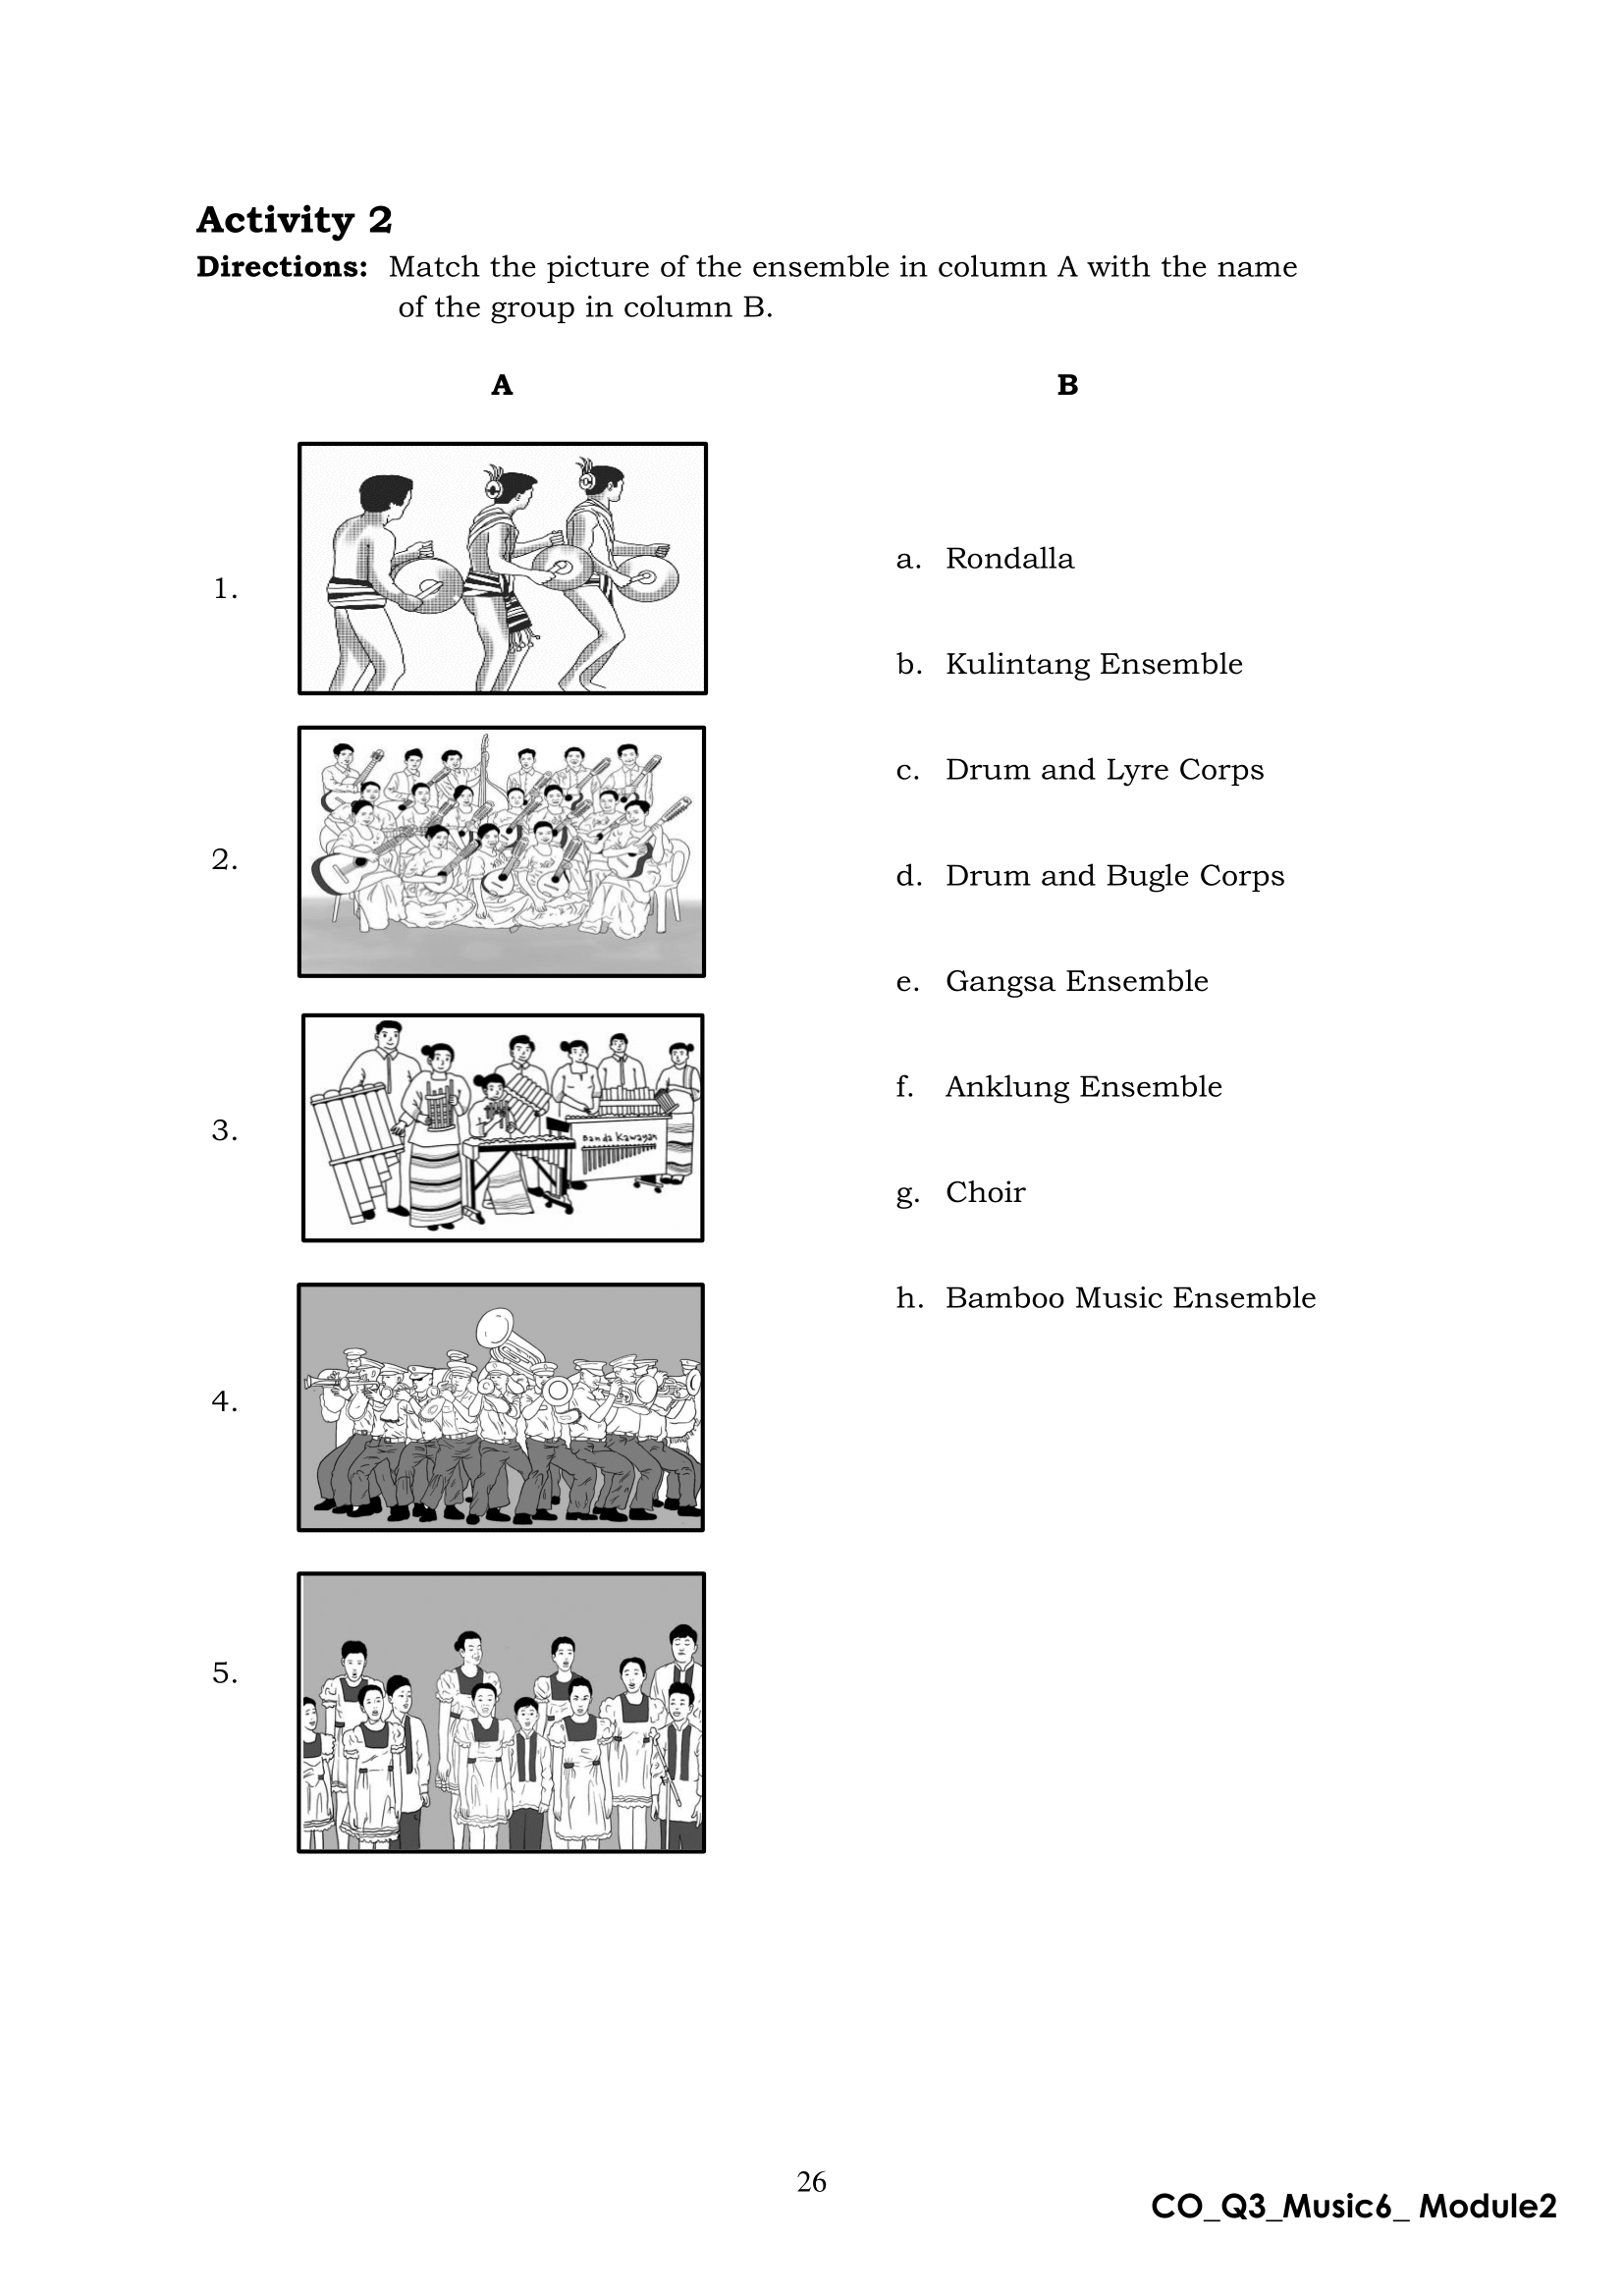 Activity 2
Directions: Match the picture of the ensemble in column A with the name
of the group in column B.
A
B
1.
2.
3.
Banda Kawayan
4.
5.
a. Rondalla
b. Kulintang Ensemble
c. Drum and Lyre Corps
d. Drum and Bugle Corps
e. Gangsa Ensemble
f. Anklung Ensemble
g. Choir
h. Bamboo Music Ensemble
26
CO_Q3_Music6_ Module2